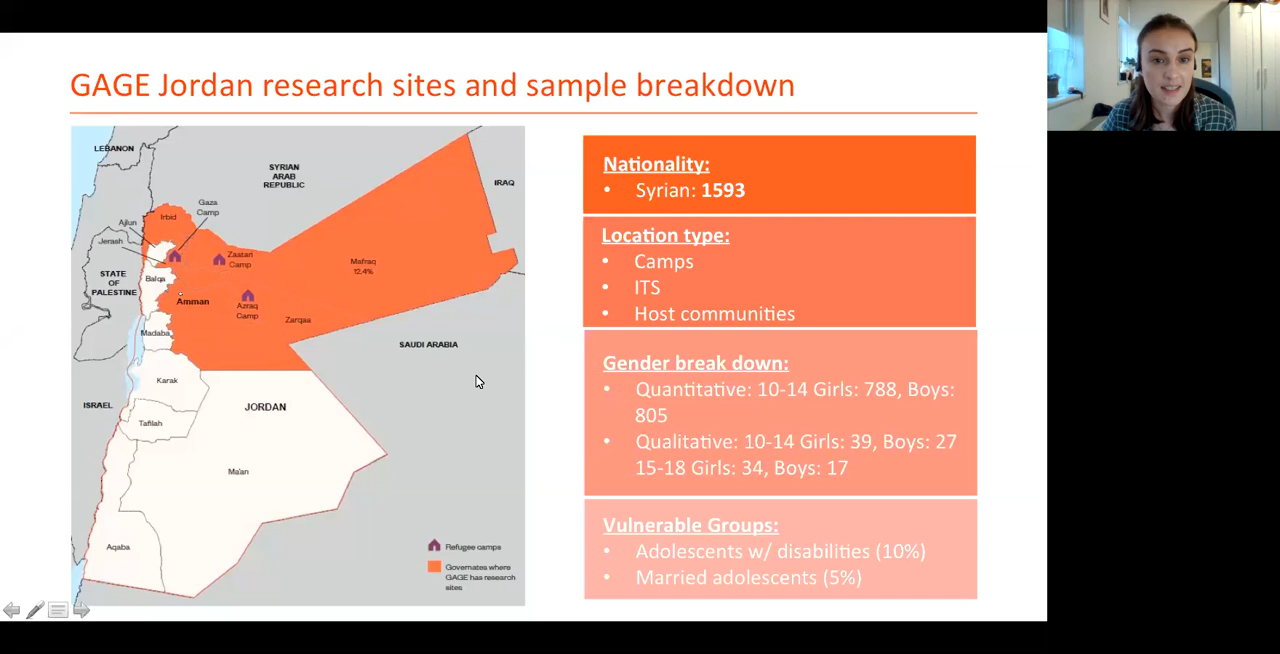 GAGE Jordan research sites and sample breakdown
LEBANON
SYRIAN
ARAB
REPUBLIC
IRAQ
Gaza
Camp
Irbid
Ajlun
Jerash
Zaatari
Camp
Mafraq
12.4%
STATE
OF
PALESTINE
Balqa
Amman
Azraq
Camp
Zarqaa
Madaba
SAUDI ARABIA
Karak
ISRAEL
JORDAN
Tafilah
Ma'an
Aqaba
Refugee camps
Governates where
GAGE has research
sites
Nationality:
• Syrian: 1593
Location type:
• Camps
• ITS
• Host communities
Gender break down:
• Quantitative: 10-14 Girls: 788, Boys:
805
• Qualitative: 10-14 Girls: 39, Boys: 27
15-18 Girls: 34, Boys: 17
Vulnerable Groups:
• Adolescents w/ disabilities (10%)
• Married adolescents (5%)